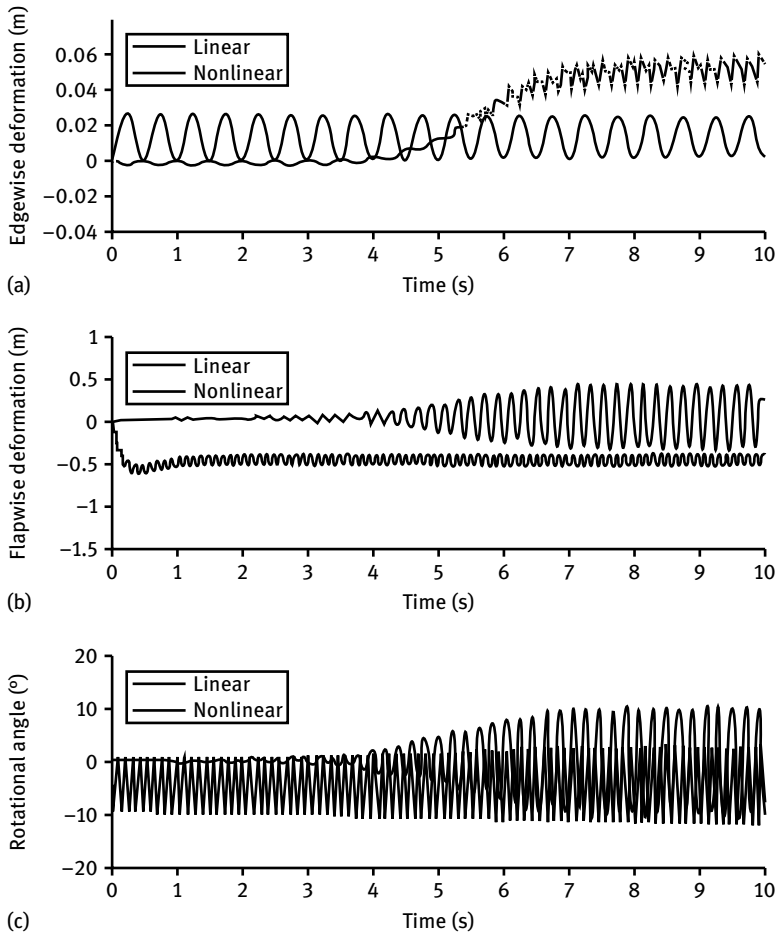 Edgewise deformation (m)
0.06
0.04
0.02
0
−0.02
−0.04
Linear
Nonlinear
0 1 2 3 4 5 6 7 8 9 10
Time (s)
(a)
Flapwise deformation (m)
1
0.5
0
−0.5
−1
−1.5
Linear
Nonlinear
0 1 2 3 4 5 6 7 8 9 10
Time (s)
(b)
Rotational angle (º)
20
10
0
−10
−20
Linear
Nonlinear
0 1 2 3 4 5 6 7 8 9 10
Time (s)
(c)